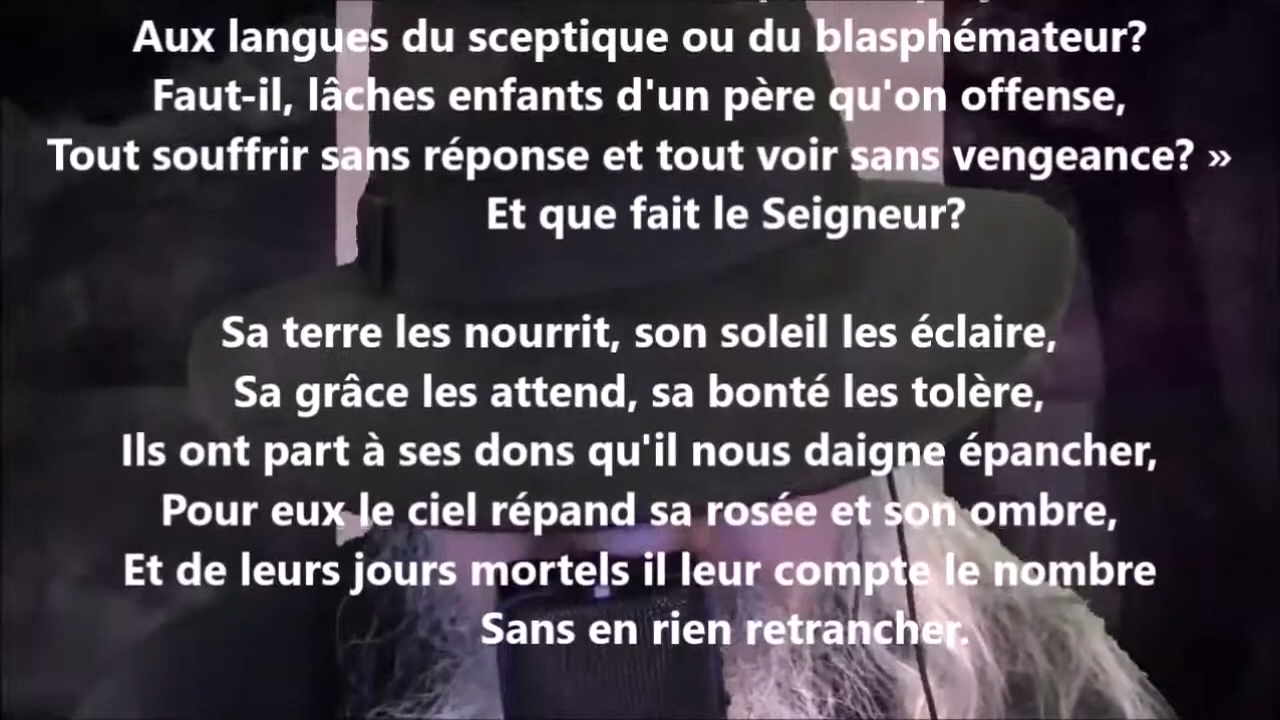 Aux langues du sceptique ou du blasphémateur?
Faut-il, lâches enfants d'un père qu'on offense,
Tout souffrir sans réponse et tout voir sans vengeance? »
Et que fait le Seigneur?
Sa terre les nourrit, son soleil les éclaire,
Sa grâce les attend, sa bonté les tolère,
Ils ont part à ses dons qu'il nous daigne épancher,
Pour eux le ciel répand sa rosée et son ombre,
Et de leurs jours mortels il leur compte le nombre
Sans en rien retrancher.